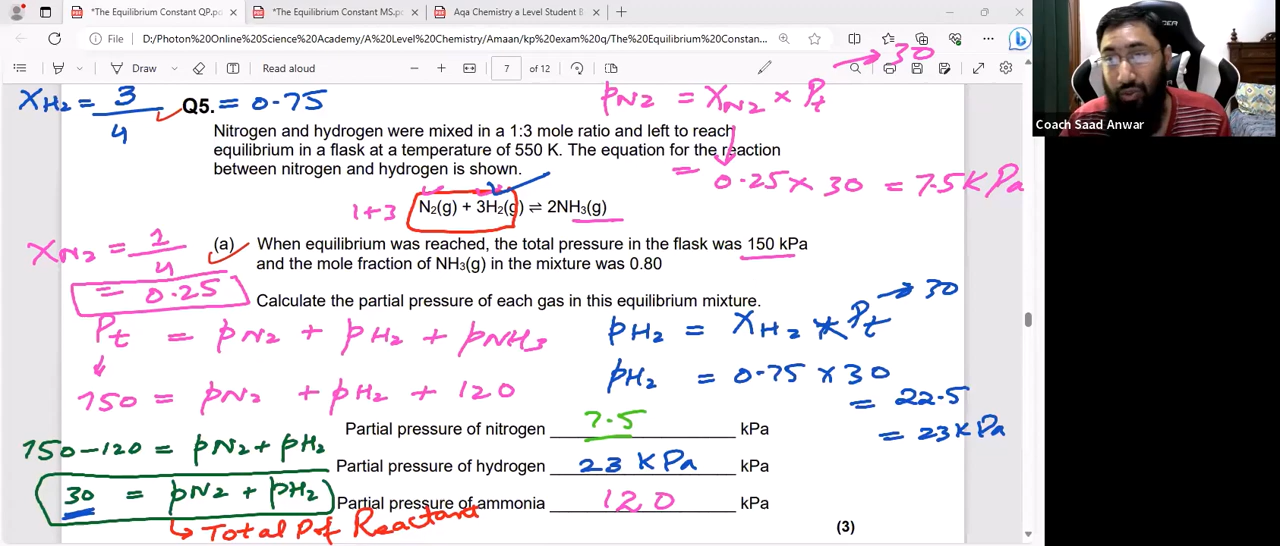 *The Equilibrium Constant QP.po
*The Equilibrium Constant MS.po
Aqa Chemistry a Level Student B
D:/Photon%20Online%20Science%20Academy/A%20Level%20Chemistry/Amaan/kp%20exam%20q/The%20Equilibrium%20Constan...
Draw
Read aloud
7 of 12
→ 30
XH2 = 3/4 = 0.75
pN2 = XN2 × Pt
Q5.
Coach Saad Anwar
Nitrogen and hydrogen were mixed in a 1:3 mole ratio and left to reach
equilibrium in a flask at a temperature of 550 K. The equation for the reaction
between nitrogen and hydrogen is shown.
= 0.25 × 30 = 7.5 KPa
1+3
N2(g) + 3H2(g) ⇌ 2NH3(g)
XN2 = 1/4
= 0.25
(a) When equilibrium was reached, the total pressure in the flask was 150 kPa
and the mole fraction of NH3(g) in the mixture was 0.80
Calculate the partial pressure of each gas in this equilibrium mixture.
→ 30
Pt = pN2 + pH2 + pNH3
pH2 = XH2 × Pt
150 = pN2 + pH2 + 120
pH2 = 0.75 × 30
= 22.5
= 23 KPa
150-120 = pN2 + pH2
30 = pN2 + pH2
Total P of Reactant
Partial pressure of nitrogen 7.5 kPa
Partial pressure of hydrogen 23 KPa kPa
Partial pressure of ammonia 120 kPa
(3)